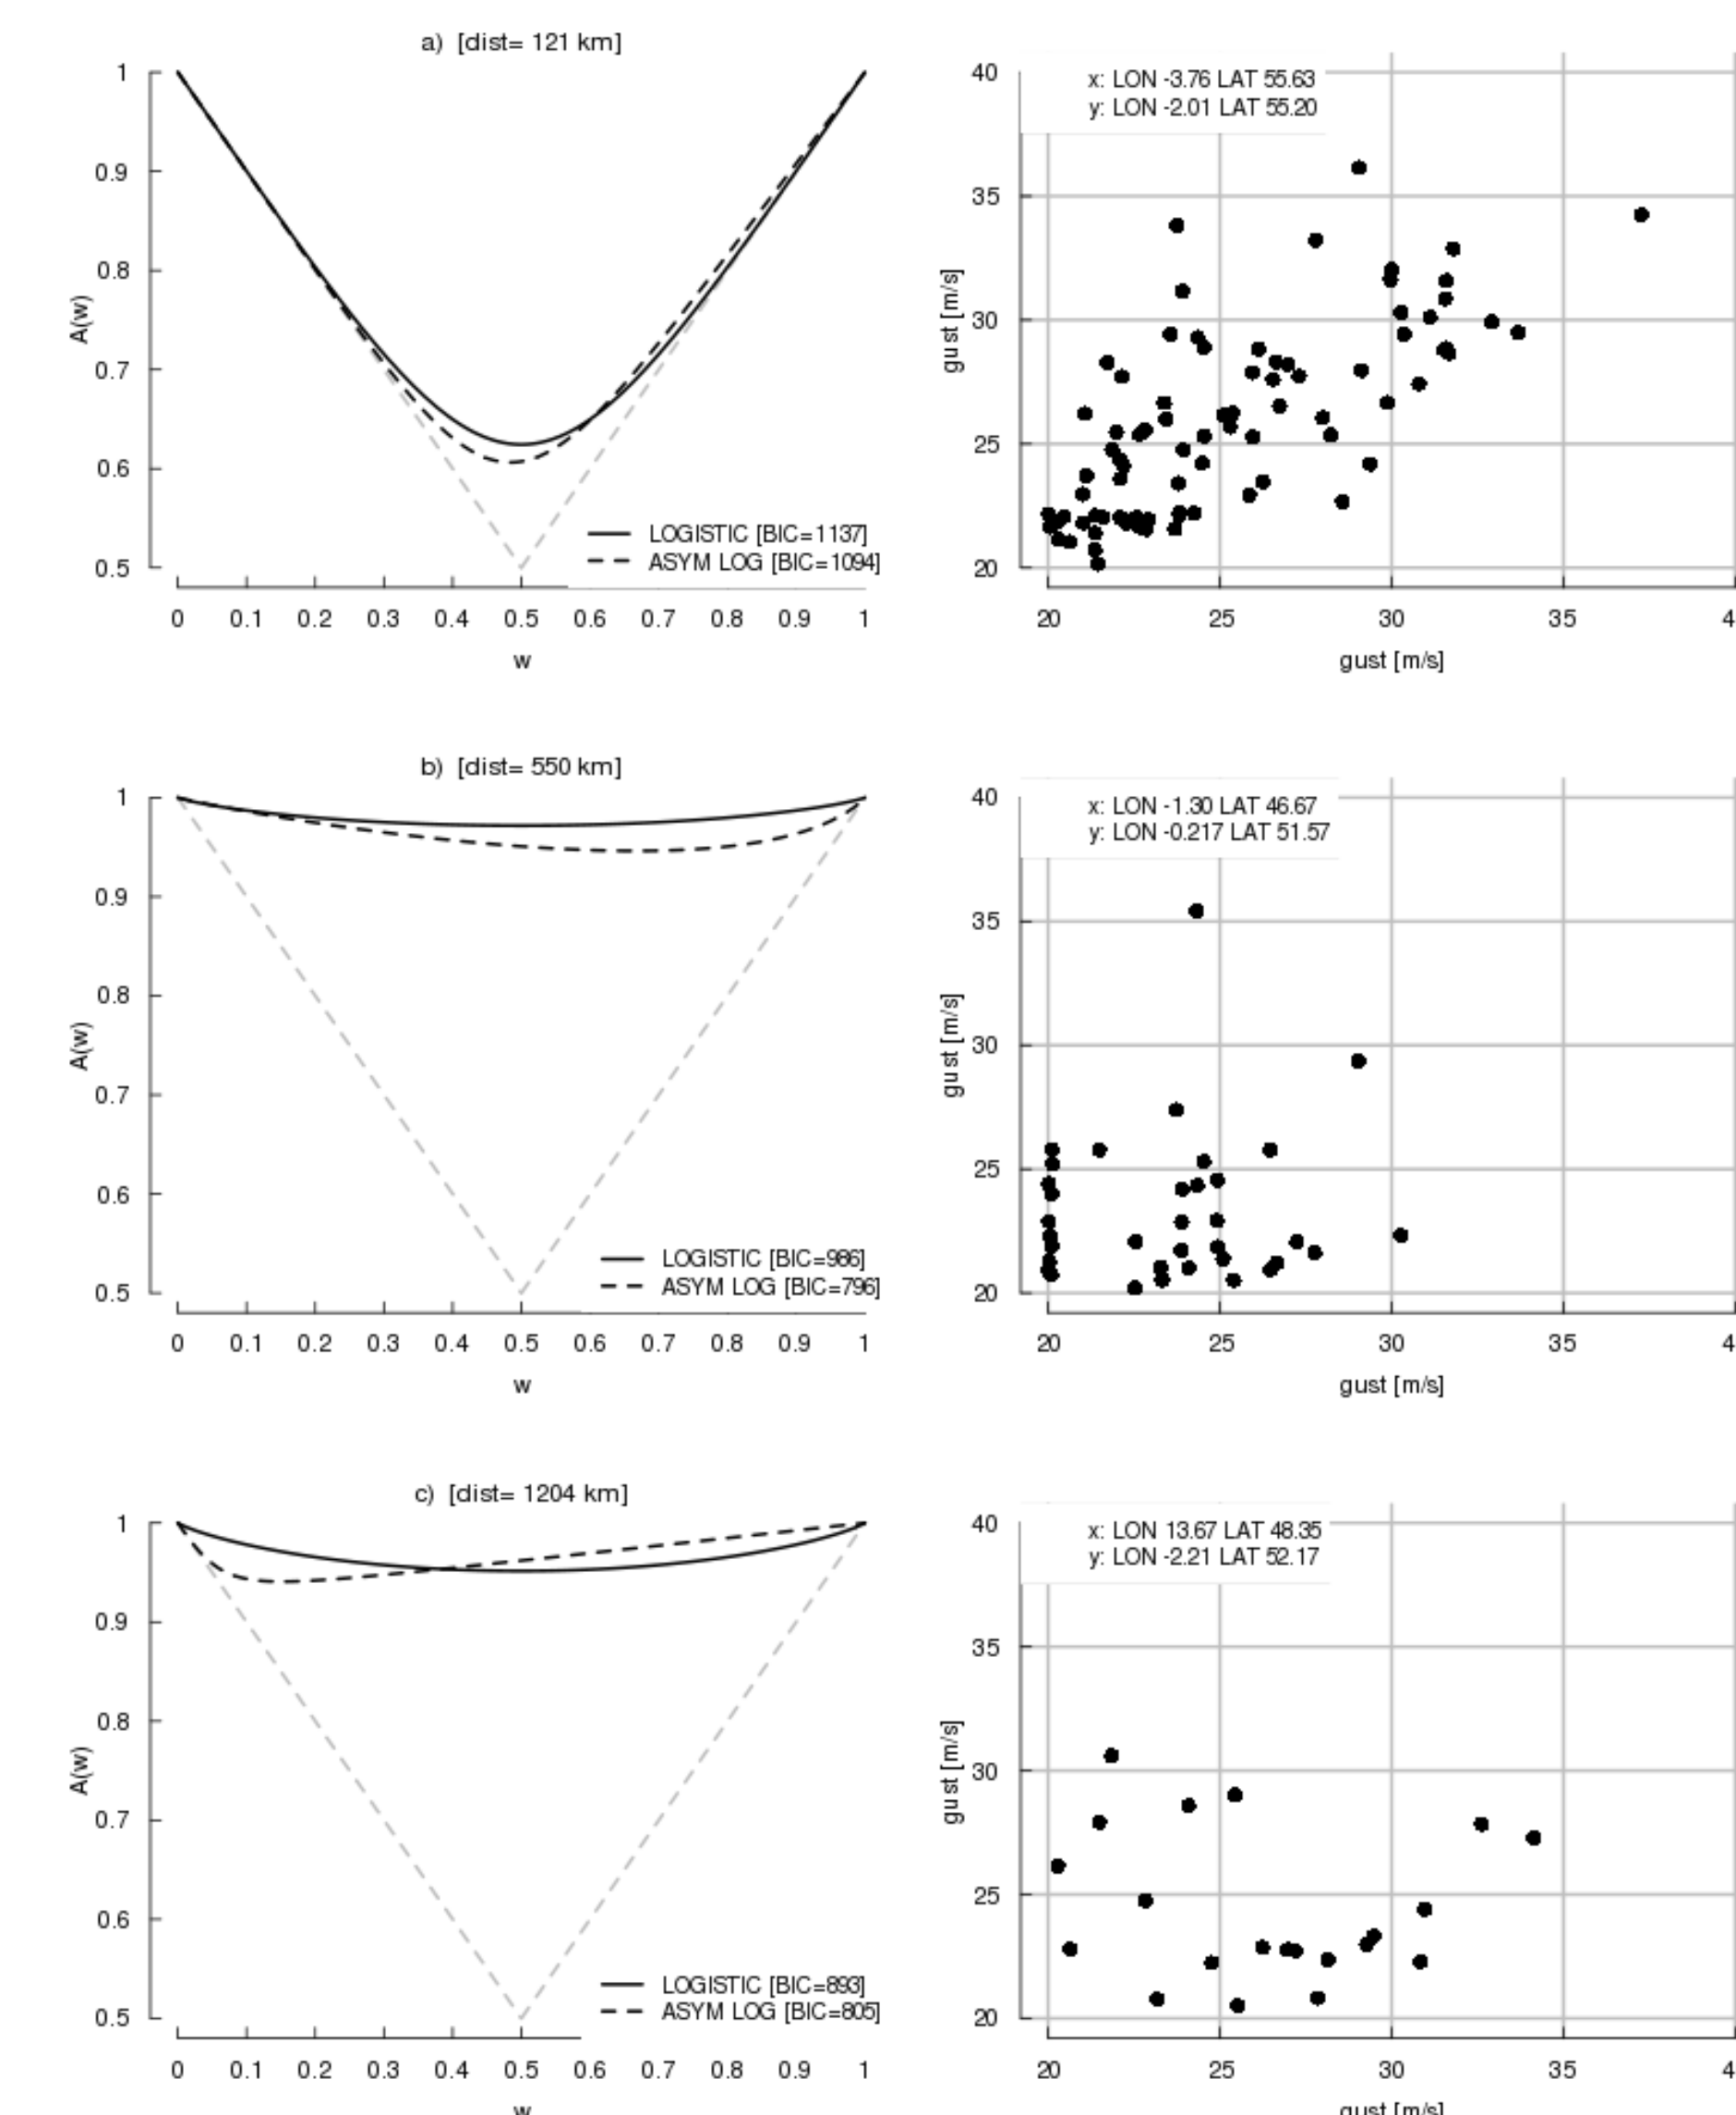 a) [dist= 121 km]
1
0.9
0.8
0.7
0.6
0.5
A(w)
LOGISTIC [BIC=1137]
ASYM LOG [BIC=1094]
0 0.1 0.2 0.3 0.4 0.5 0.6 0.7 0.8 0.9 1
w
x: LON -3.76 LAT 55.63
y: LON -2.01 LAT 55.20
40
35
30
25
20
gust [m/s]
20 25 30 35 4
gust [m/s]
b) [dist= 550 km]
1
0.9
0.8
0.7
0.6
0.5
A(w)
LOGISTIC [BIC=986]
ASYM LOG [BIC=796]
0 0.1 0.2 0.3 0.4 0.5 0.6 0.7 0.8 0.9 1
w
x: LON -1.30 LAT 46.67
y: LON -0.217 LAT 51.57
40
35
30
25
20
gust [m/s]
20 25 30 35 4
gust [m/s]
c) [dist= 1204 km]
1
0.9
0.8
0.7
0.6
0.5
A(w)
LOGISTIC [BIC=893]
ASYM LOG [BIC=805]
0 0.1 0.2 0.3 0.4 0.5 0.6 0.7 0.8 0.9 1
w
x: LON 13.67 LAT 48.35
y: LON -2.21 LAT 52.17
40
35
30
25
20
gust [m/s]
20 25 30 35 4
gust [m/s]